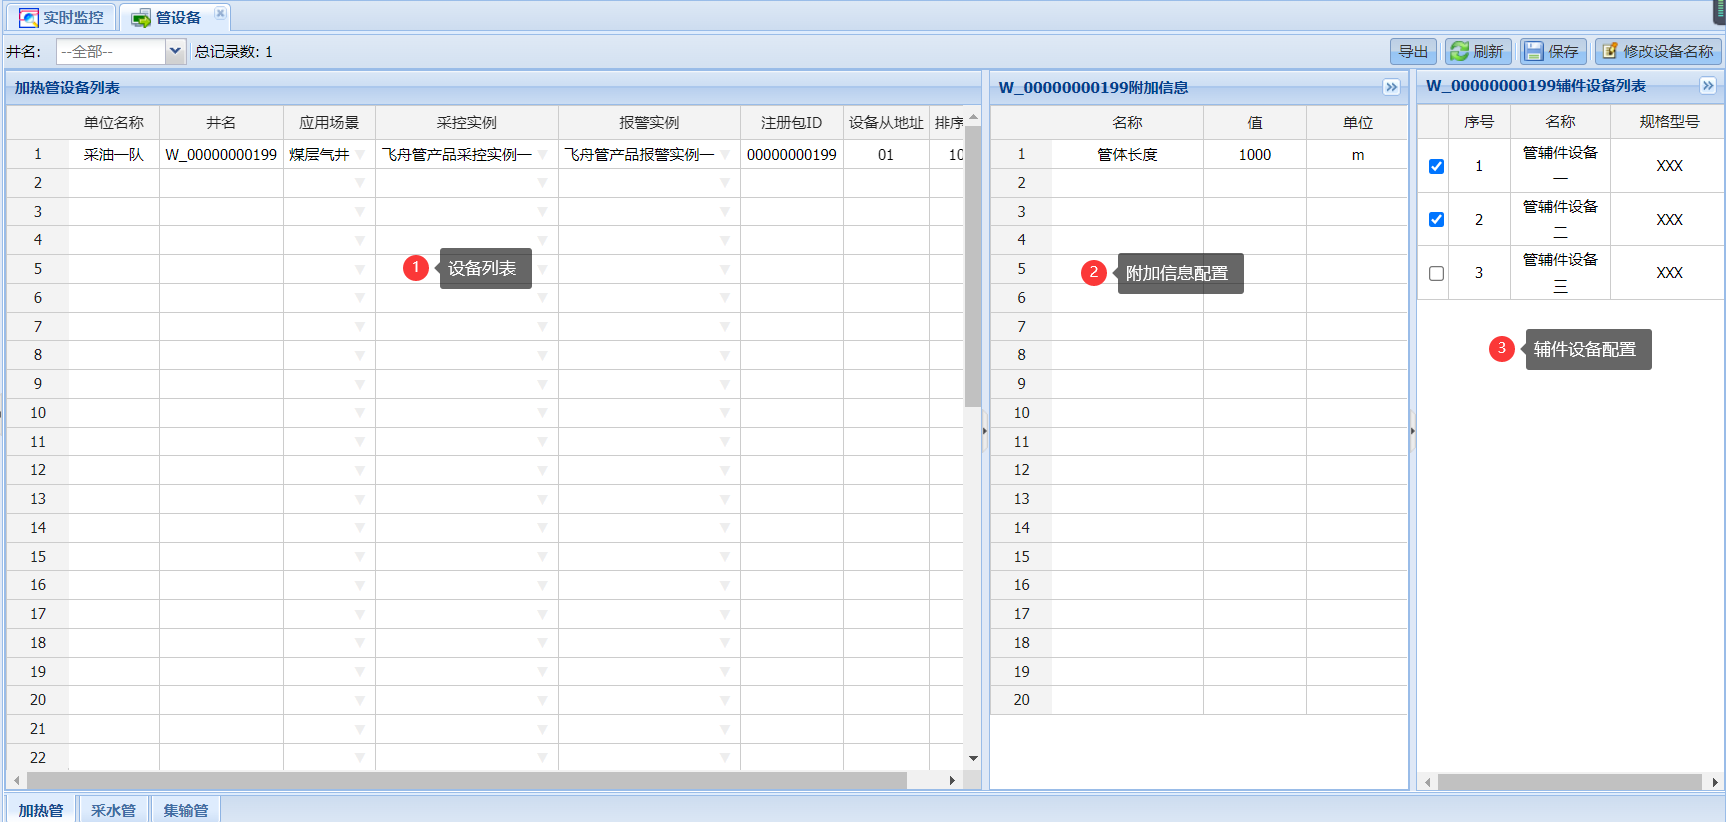 实时监控
管设备
井名:
--全部--
总记录数: 1
导出
刷新
保存
修改设备名称
加热管设备列表
单位名称 井名 应用场景 采控实例 报警实例 注册包ID 设备从地址 排序
1 采油一队 W_00000000199 煤层气井 飞舟管产品采控实例一 飞舟管产品报警实例一 00000000199 01 10
2
3
4
5
6
7
8
9
10
11
12
13
14
15
16
17
18
19
20
21
22
1 设备列表
W_00000000199附加信息
名称 值 单位
1 管体长度 1000 m
2
3
4
5
6
7
8
9
10
11
12
13
14
15
16
17
18
19
20
2 附加信息配置
W_00000000199辅件设备列表
序号 名称 规格型号
1 管辅件设备一 XXX
2 管辅件设备二 XXX
3 管辅件设备三 XXX
3 辅件设备配置
加热管
采水管
集输管